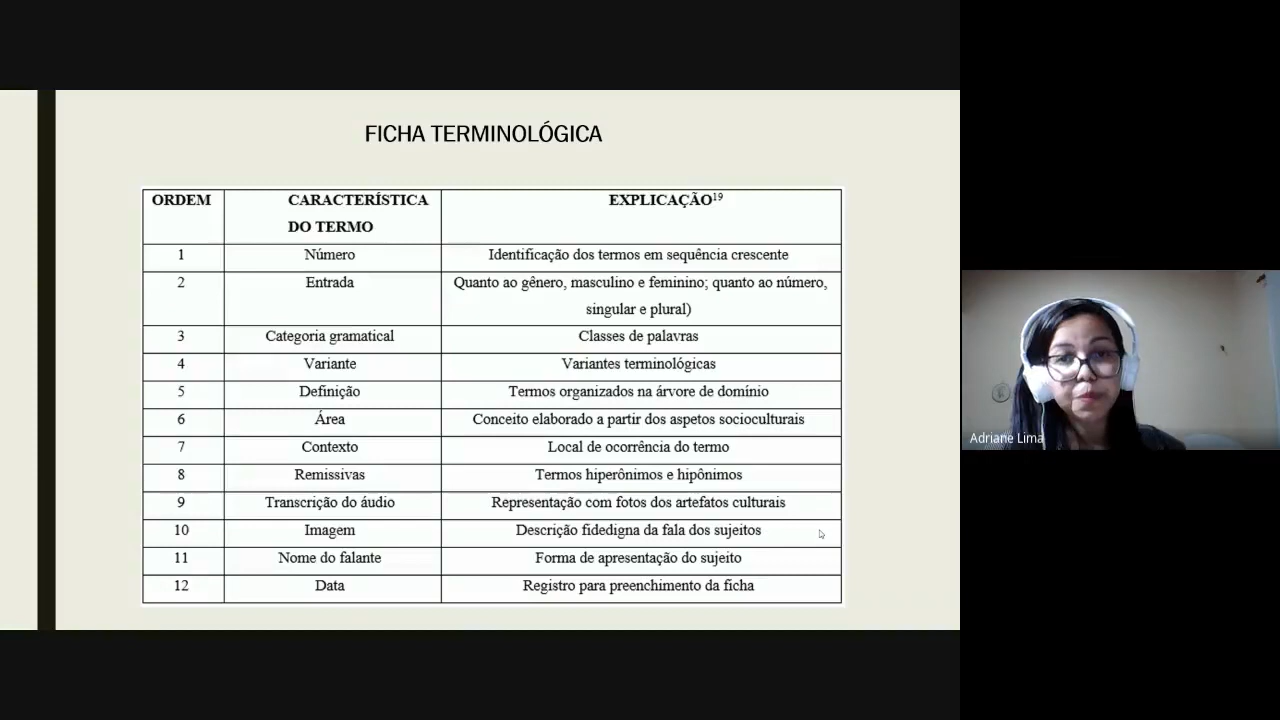 FICHA TERMINOLÓGICA
ORDEM CARACTERÍSTICA DO TERMO EXPLICAÇÃO19
1 Número Identificação dos termos em sequência crescente
2 Entrada Quanto ao gênero, masculino e feminino; quanto ao número,
singular e plural)
3 Categoria gramatical Classes de palavras
4 Variante Variantes terminológicas
5 Definição Termos organizados na árvore de domínio
6 Área Conceito elaborado a partir dos aspetos socioculturais
7 Contexto Local de ocorrência do termo
8 Remissivas Termos hiperônimos e hipônimos
9 Transcrição do áudio Representação com fotos dos artefatos culturais
10 Imagem Descrição fidedigna da fala dos sujeitos
11 Nome do falante Forma de apresentação do sujeito
12 Data Registro para preenchimento da ficha
Adriane Lima